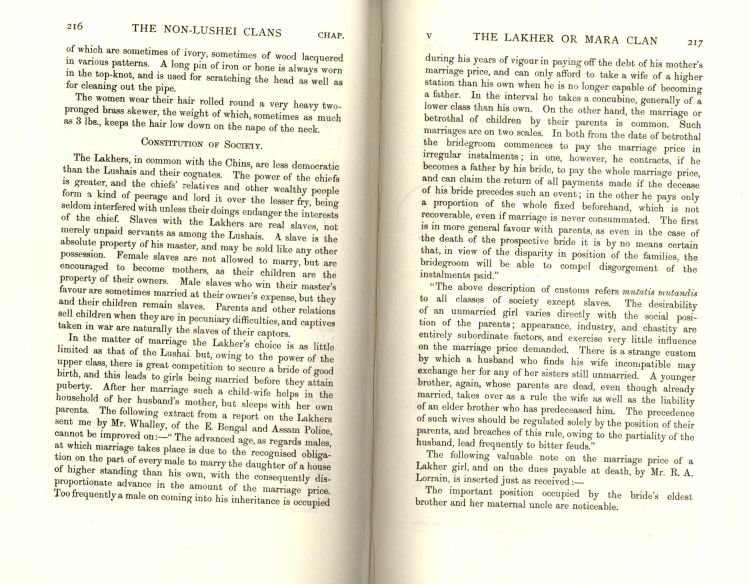 216 THE NON-LUSHEI CLANS CHAP.
of which are sometimes of ivory, sometimes of wood lacquered
in various patterns. A long pin of iron or bone is always worn
in the top-knot, and is used for scratching the head as well as
for cleaning out the pipe.
The women wear their hair rolled round a very heavy two-
pronged brass skewer, the weight of which, sometimes as much
as 3 lbs., keeps the hair low down on the nape of the neck.
CONSTITUTION OF SOCIETY.
The Lakhers, in common with the Chins, are less democratic
than the Lushais and their cognates. The power of the chiefs
is greater, and the chiefs' relatives and other wealthy people
form a kind of peerage and lord it over the lesser fry, being
seldom interfered with unless their doings endanger the interests
of the chief. Slaves with the Lakhers are real slaves, not
merely unpaid servants as among the Lushais. A slave is the
absolute property of his master, and may be sold like any other
possession. Female slaves are not allowed to marry, but are
encouraged to become mothers, as their children are the
property of their owners. Male slaves who win their master's
favour are sometimes married at their owner's expense, but they
and their children remain slaves. Parents and other relations
sell children when they are in pecuniary difficulties, and captives
taken in war are naturally the slaves of their captors.
In the matter of marriage the Lakher's choice is as little
limited as that of the Lushai but, owing to the power of the
upper class, there is great competition to secure a bride of good
birth, and this leads to girls being married before they attain
puberty. After her marriage such a child-wife helps in the
household of her husband's mother, but sleeps with her own
parents. The following extract from a report on the Lakhers
sent me by Mr. Whalley, of the E. Bengal and Assam Police,
cannot be improved on:—"The advanced age, as regards males,
at which marriage takes place is due to the recognised obliga-
tion on the part of every male to marry the daughter of a house
of higher standing than his own, with the consequently dis-
proportionate advance in the amount of the marriage price.
Too frequently a male on coming into his inheritance is occupied
V THE LAKHER OR MARA CLAN 217
during his years of vigour in paying off the debt of his mother's
marriage price, and can only afford to take a wife of a higher
station than his own when he is no longer capable of becoming
a father. In the interval he takes a concubine, generally of a
lower class than his own. On the other hand, the marriage or
betrothal of children by their parents is common. Such
marriages are on two scales. In both from the date of betrothal
the bridegroom commences to pay the marriage price in
irregular instalments; in one, however, he contracts, if he
becomes a father by his bride, to pay the whole marriage price,
and can claim the return of all payments made if the decease
of his bride precedes such an event; in the other he pays only
a proportion of the whole fixed beforehand, which is not
recoverable, even if marriage is never consummated. The first
is in more general favour with parents, as even in the case of
the death of the prospective bride it is by no means certain
that, in view of the disparity in position of the families, the
bridegroom will be able to compel disgorgement of the
instalments paid."
"The above description of customs refers mutatis mutandis
to all classes of society except slaves. The desirability
of an unmarried girl varies directly with the social posi-
tion of the parents; appearance, industry, and chastity are
entirely subordinate factors, and exercise very little influence
on the marriage price demanded. There is a strange custom
by which a husband who finds his wife incompatible may
exchange her for any of her sisters still unmarried. A younger
brother, again, whose parents are dead, even though already
married, takes over as a rule the wife as well as the liability
of an elder brother who has predeceased him. The precedence
of such wives should be regulated solely by the position of their
parents, and breaches of this rule, owing to the partiality of the
husband, lead frequently to bitter feuds."
The following valuable note on the marriage price of a
Lakher girl, and on the dues payable at death, by Mr. R. A.
Lorrain, is inserted just as received:—
The important position occupied by the bride's eldest
brother and her maternal uncle are noticeable.